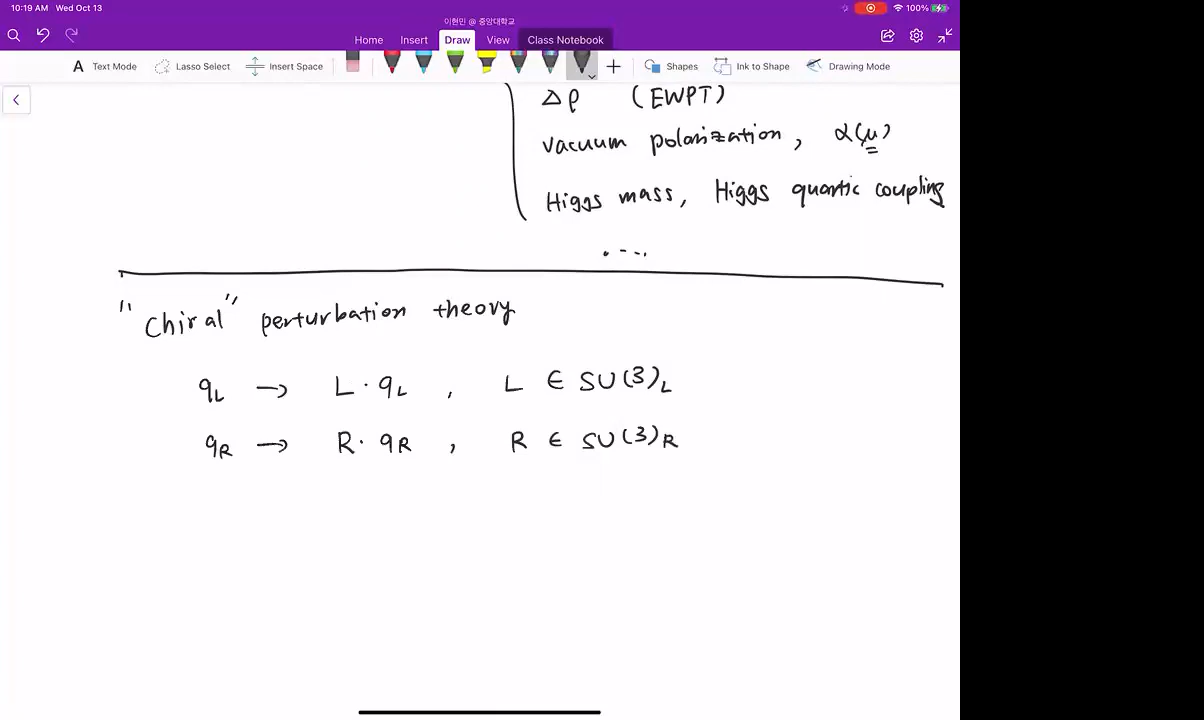 10:19 AM Wed Oct 13
100%
이현민 @ 중앙대학교
Home Insert Draw View Class Notebook
A Text Mode Lasso Select Insert Space + Shapes Ink to Shape Drawing Mode
Δρ (EWPT)
vacuum polarization, α(μ)
Higgs mass, Higgs quartic coupling
....
"Chiral" perturbation theory
q_L → L · q_L , L ∈ SU(3)_L
q_R → R · q_R , R ∈ SU(3)_R